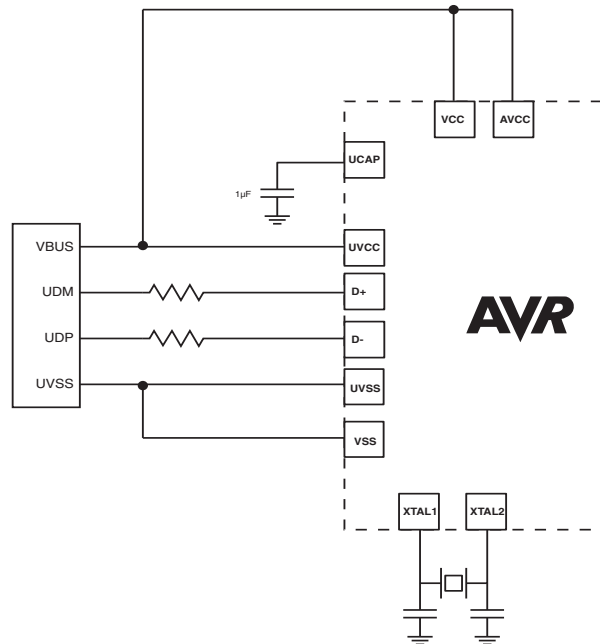 VCC
AVCC
UCAP
1µF
VBUS
UVCC
UDM
D+
UDP
D-
UVSS
UVSS
VSS
XTAL1
XTAL2
AVR